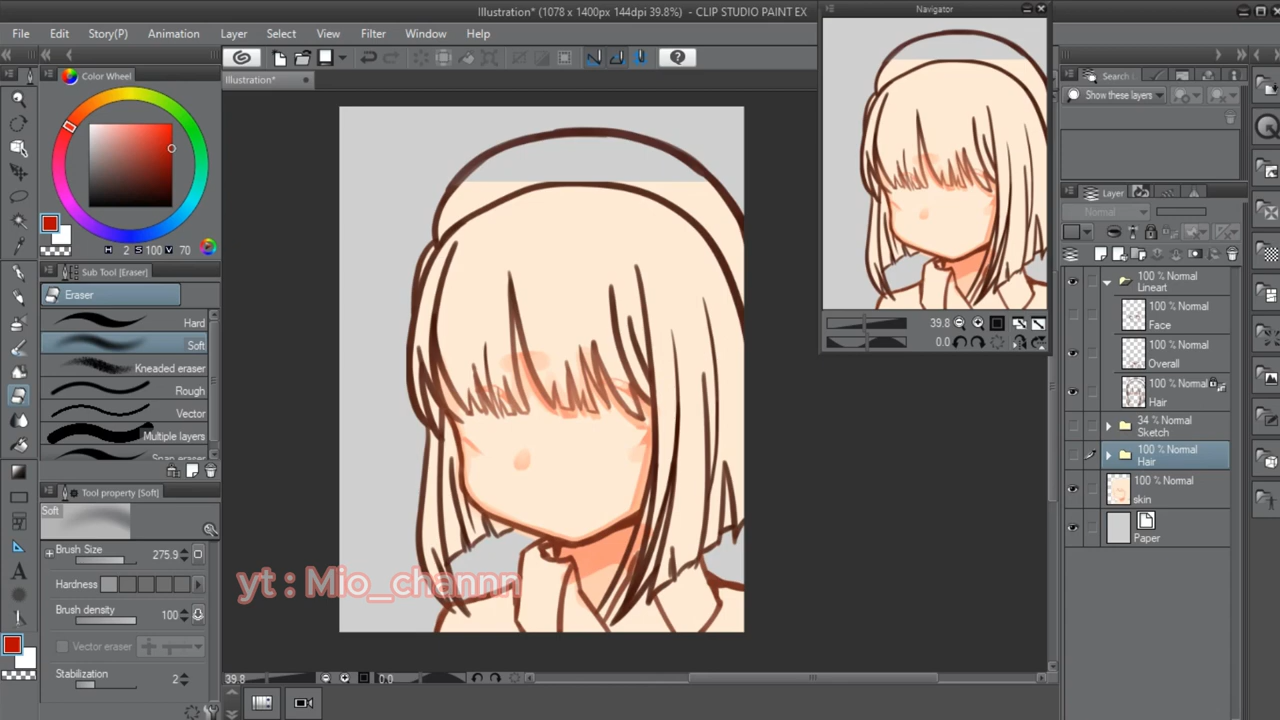 Illustration* (1078 x 1400px 144dpi 39.8%) - CLIP STUDIO PAINT EX
Navigator
File Edit Story(P) Animation Layer Select View Filter Window Help
Color Wheel
Illustration*
Search
Show these layers
H 2 S 100 V 70
Layer
Normal
Sub Tool [Eraser]
Eraser
Hard
Soft
Kneaded eraser
Rough
Vector
Multiple layers
Snap eraser
39.8
0.0
100 % Normal
Lineart
100 % Normal
Face
100 % Normal
Overall
100 % Normal
Hair
34 % Normal
Sketch
100 % Normal
Hair
100 % Normal
skin
Paper
Tool property [Soft]
Soft
Brush Size 275.9
Hardness
Brush density 100
Vector eraser
Stabilization 2
yt : Mio_channn
39.8 0.0